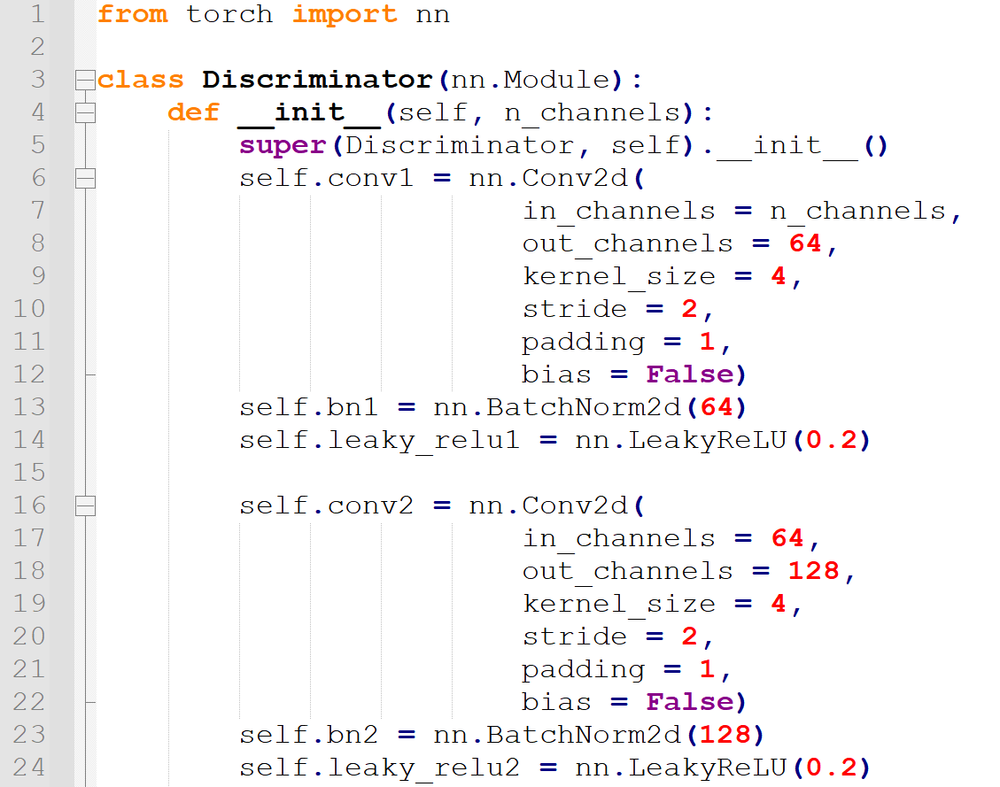 1 from torch import nn
2
3 class Discriminator(nn.Module):
4     def __init__(self, n_channels):
5         super(Discriminator, self).__init__()
6         self.conv1 = nn.Conv2d(
7                         in_channels = n_channels,
8                         out_channels = 64,
9                         kernel_size = 4,
10                         stride = 2,
11                         padding = 1,
12                         bias = False)
13         self.bn1 = nn.BatchNorm2d(64)
14         self.leaky_relu1 = nn.LeakyReLU(0.2)
15
16         self.conv2 = nn.Conv2d(
17                         in_channels = 64,
18                         out_channels = 128,
19                         kernel_size = 4,
20                         stride = 2,
21                         padding = 1,
22                         bias = False)
23         self.bn2 = nn.BatchNorm2d(128)
24         self.leaky_relu2 = nn.LeakyReLU(0.2)